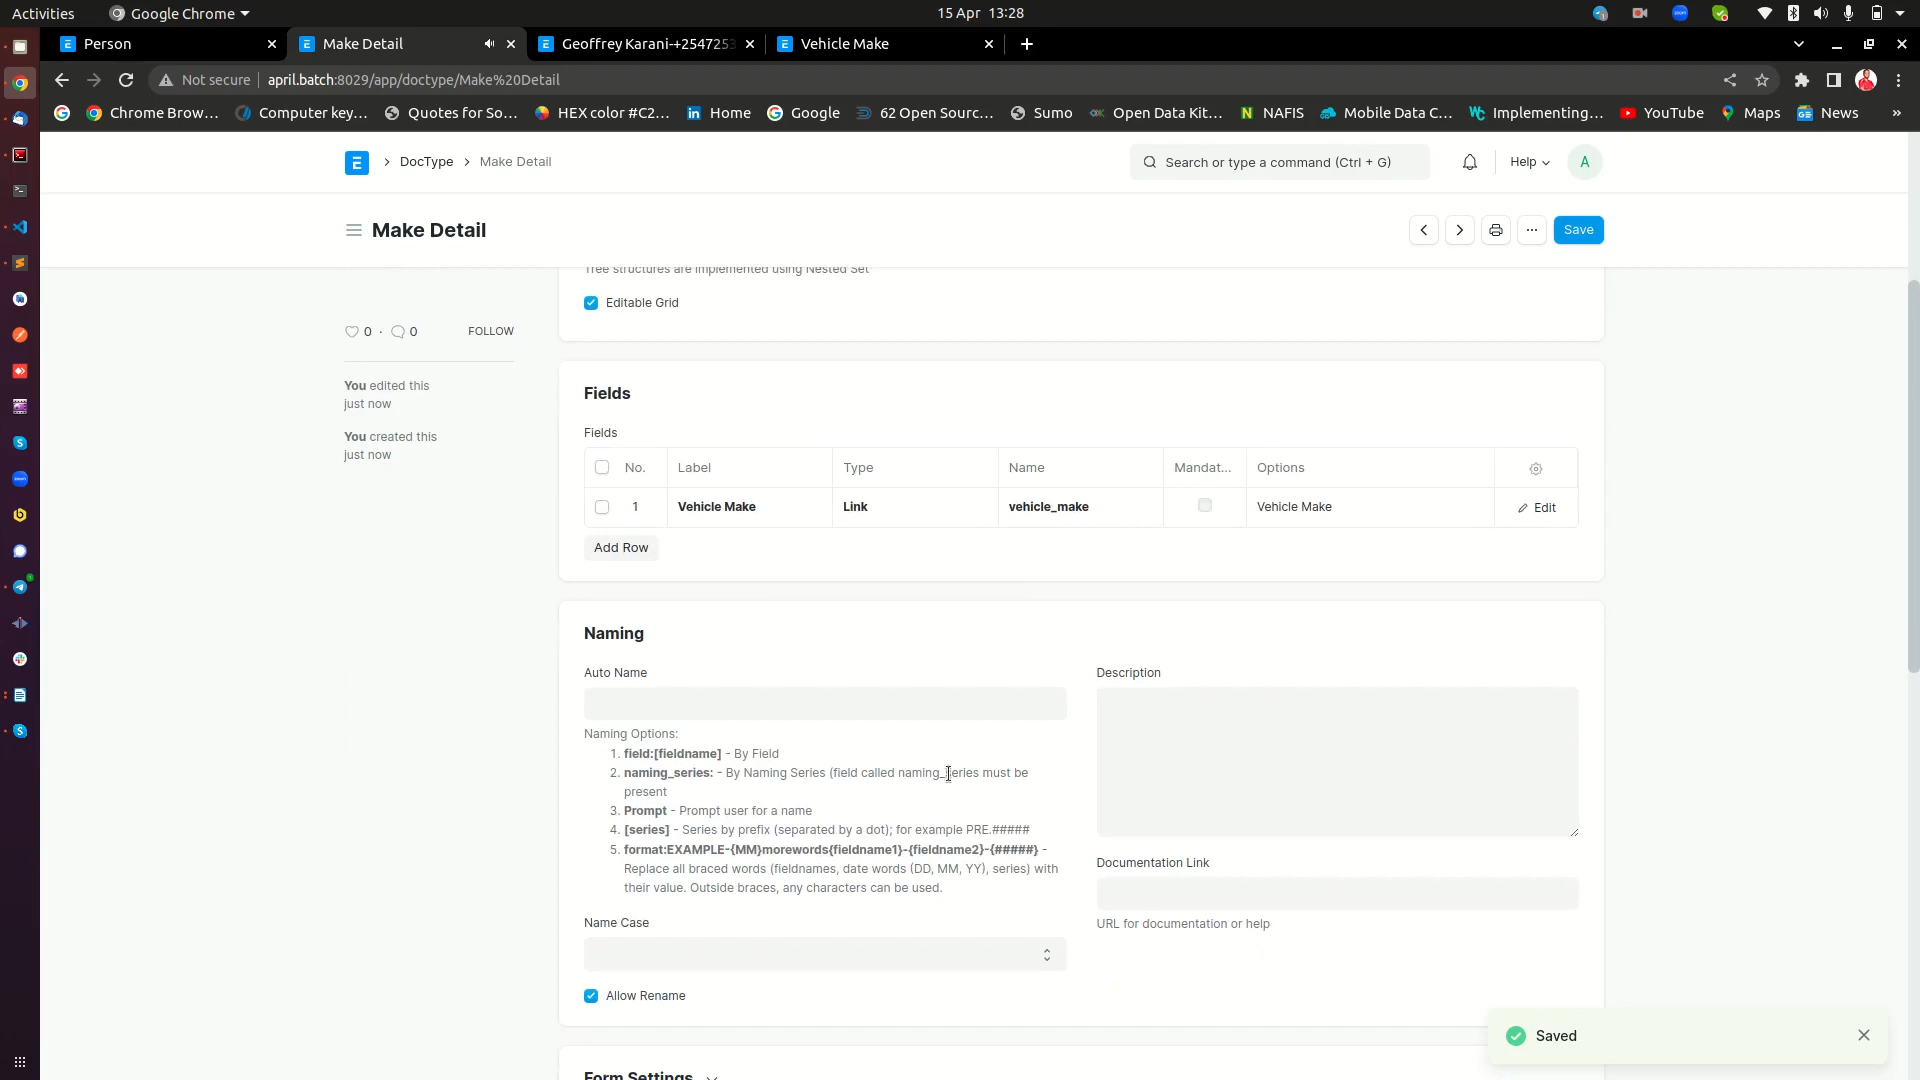 Activities
Google Chrome
15 Apr 13:28
Person
Make Detail
Geoffrey Karani-+2547253
Vehicle Make
Not secure
april.batch:8029/app/doctype/Make%20Detail
Chrome Brow...
Computer key...
Quotes for So...
HEX color #C2...
Home
Google
62 Open Sourc...
Sumo
Open Data Kit...
NAFIS
Mobile Data C...
Implementing...
YouTube
Maps
News
E
DocType
Make Detail
Search or type a command (Ctrl + G)
Help
A
Make Detail
Save
Tree structures are implemented using Nested Set
Editable Grid
0 · 0
FOLLOW
You edited this
just now
You created this
just now
Fields
Fields
No. Label Type Name Mandat... Options
1 Vehicle Make Link vehicle_make Vehicle Make Edit
Add Row
Naming
Auto Name
Naming Options:
1. field:[fieldname] - By Field
2. naming_series: - By Naming Series (field called naming_series must be
present
3. Prompt - Prompt user for a name
4. [series] - Series by prefix (separated by a dot); for example PRE.#####
5. format:EXAMPLE-{MM}morewords{fieldname1}-{fieldname2}-{#####} -
Replace all braced words (fieldnames, date words (DD, MM, YY), series) with
their value. Outside braces, any characters can be used.
Name Case
Allow Rename
Description
Documentation Link
URL for documentation or help
Form Settings
Saved